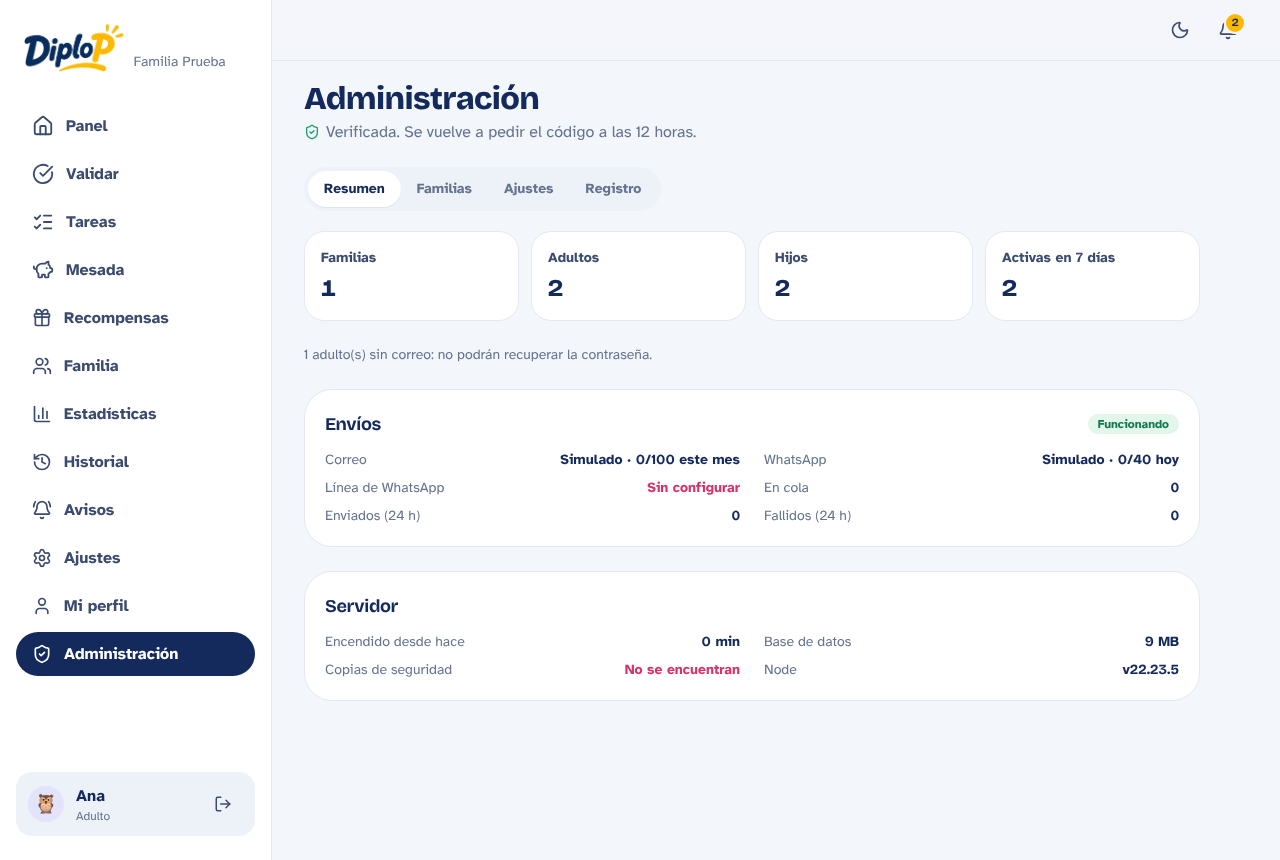 DiploP
Familia Prueba
2
Panel
Validar
Tareas
Mesada
Recompensas
Familia
Estadísticas
Historial
Avisos
Ajustes
Mi perfil
Administración
Ana
Adulto
Administración
Verificada. Se vuelve a pedir el código a las 12 horas.
Resumen Familias Ajustes Registro
Familias Adultos Hijos Activas en 7 días
1 2 2 2
1 adulto(s) sin correo: no podrán recuperar la contraseña.
Envíos Funcionando
Correo Simulado · 0/100 este mes WhatsApp Simulado · 0/40 hoy
Línea de WhatsApp Sin configurar En cola 0
Enviados (24 h) 0 Fallidos (24 h) 0
Servidor
Encendido desde hace 0 min Base de datos 9 MB
Copias de seguridad No se encuentran Node v22.23.5